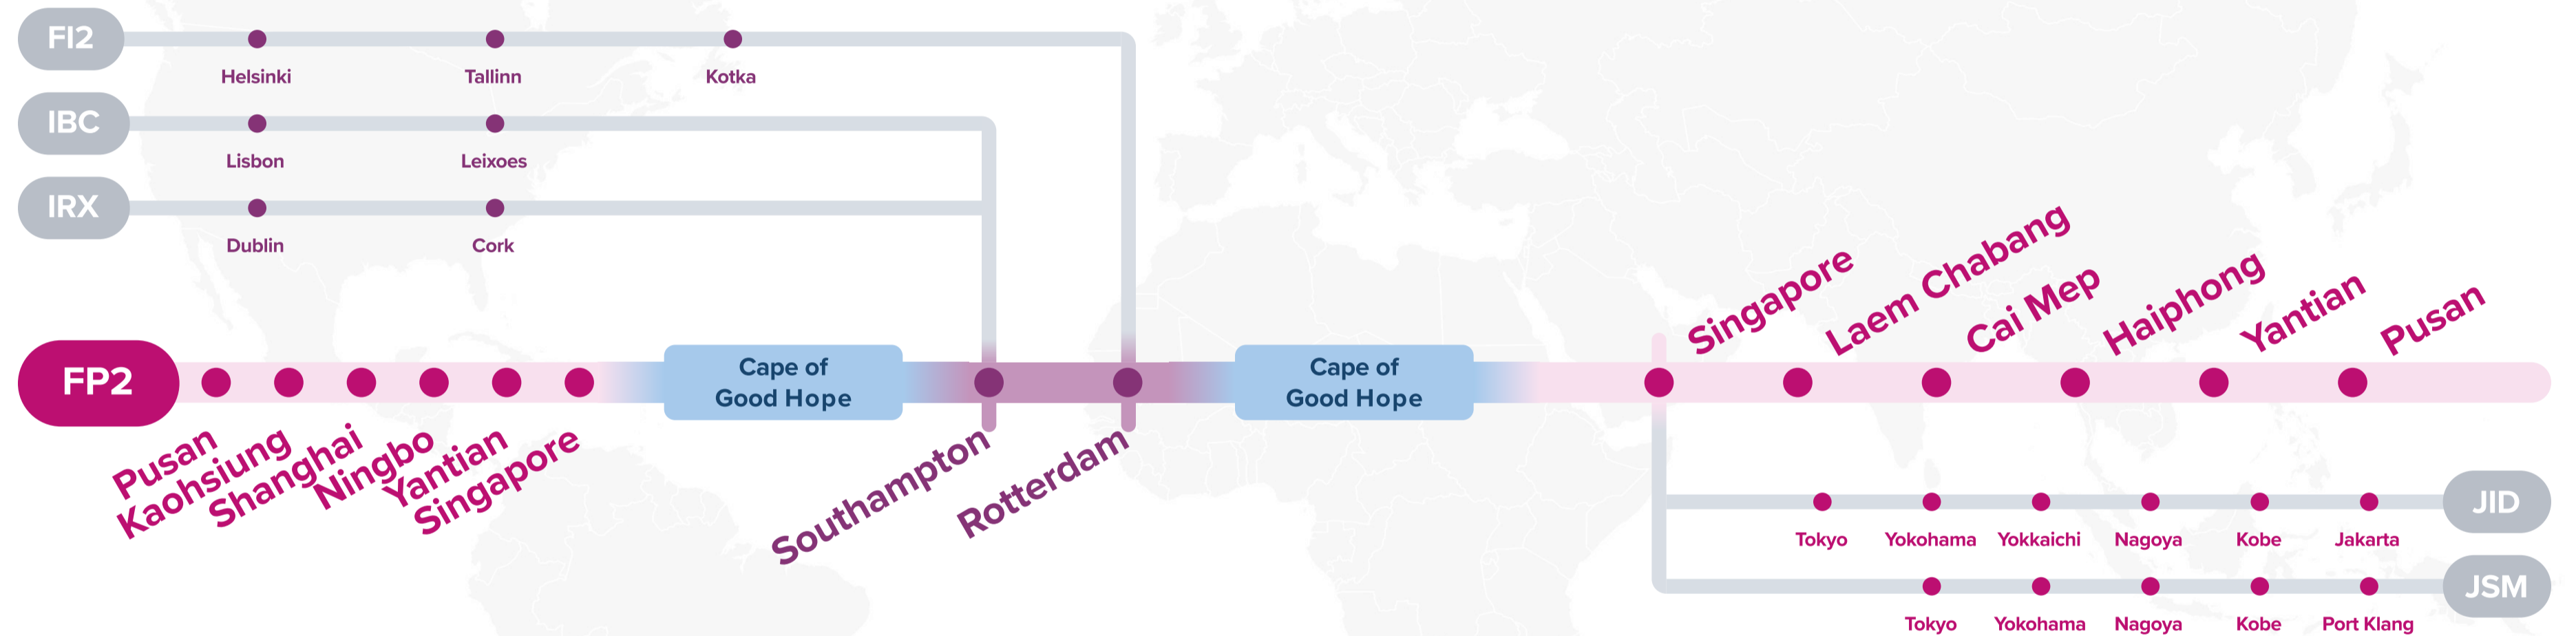 FI2
Helsinki
Tallinn
Kotka
IBC
Lisbon
Leixoes
IRX
Dublin
Cork
FP2
Pusan
Kaohsiung
Shanghai
Ningbo
Yantian
Singapore
Cape of
Good Hope
Southampton
Rotterdam
Cape of
Good Hope
Singapore
Laem Chabang
Cai Mep
Haiphong
Yantian
Pusan
Tokyo
Yokohama
Yokkaichi
Nagoya
Kobe
Jakarta
JID
Tokyo
Yokohama
Nagoya
Kobe
Port Klang
JSM